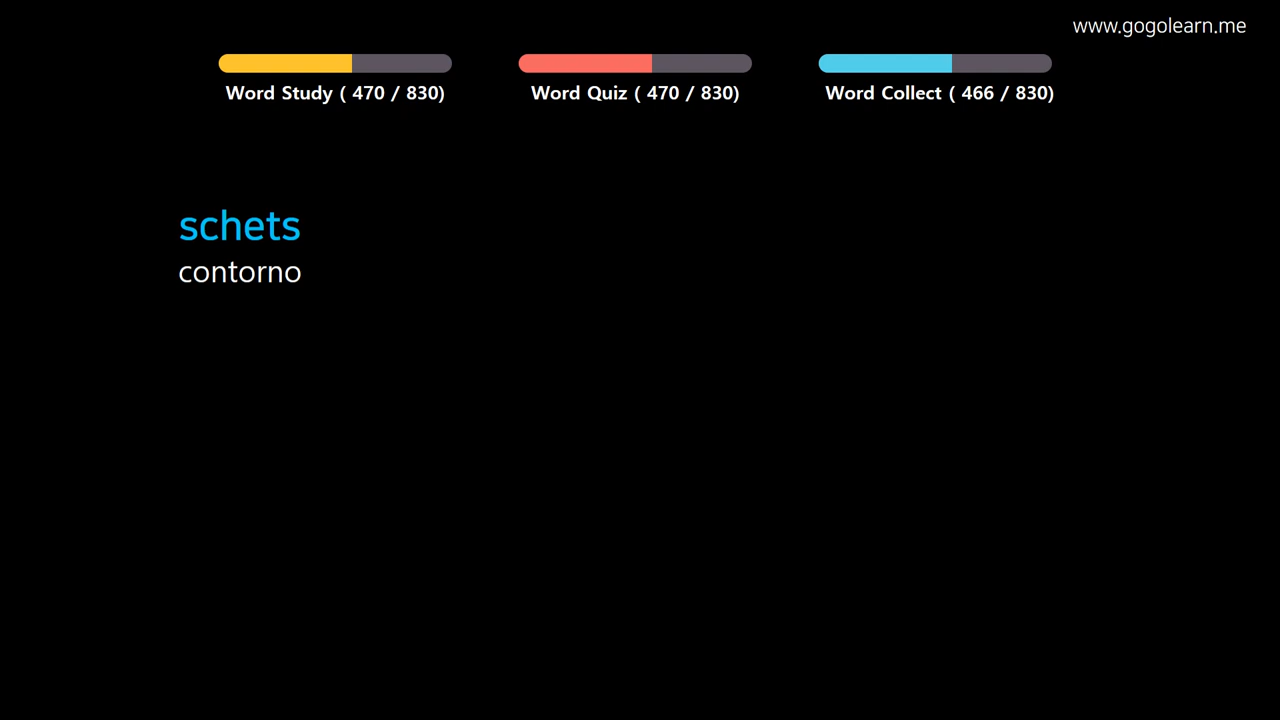 www.gogolearn.me
Word Study ( 470 / 830)
Word Quiz ( 470 / 830)
Word Collect ( 466 / 830)
schets
contorno